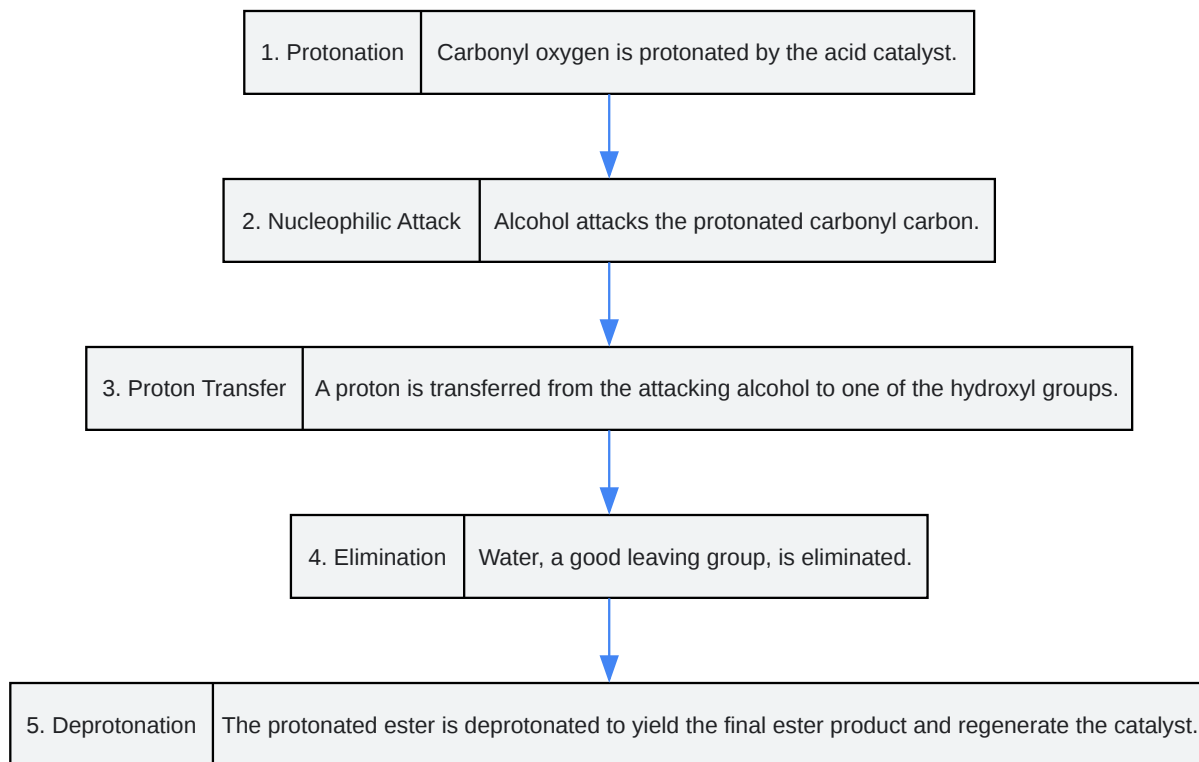 1. Protonation Carbonyl oxygen is protonated by the acid catalyst.
2. Nucleophilic Attack Alcohol attacks the protonated carbonyl carbon.
3. Proton Transfer A proton is transferred from the attacking alcohol to one of the hydroxyl groups.
4. Elimination Water, a good leaving group, is eliminated.
5. Deprotonation The protonated ester is deprotonated to yield the final ester product and regenerate the catalyst.